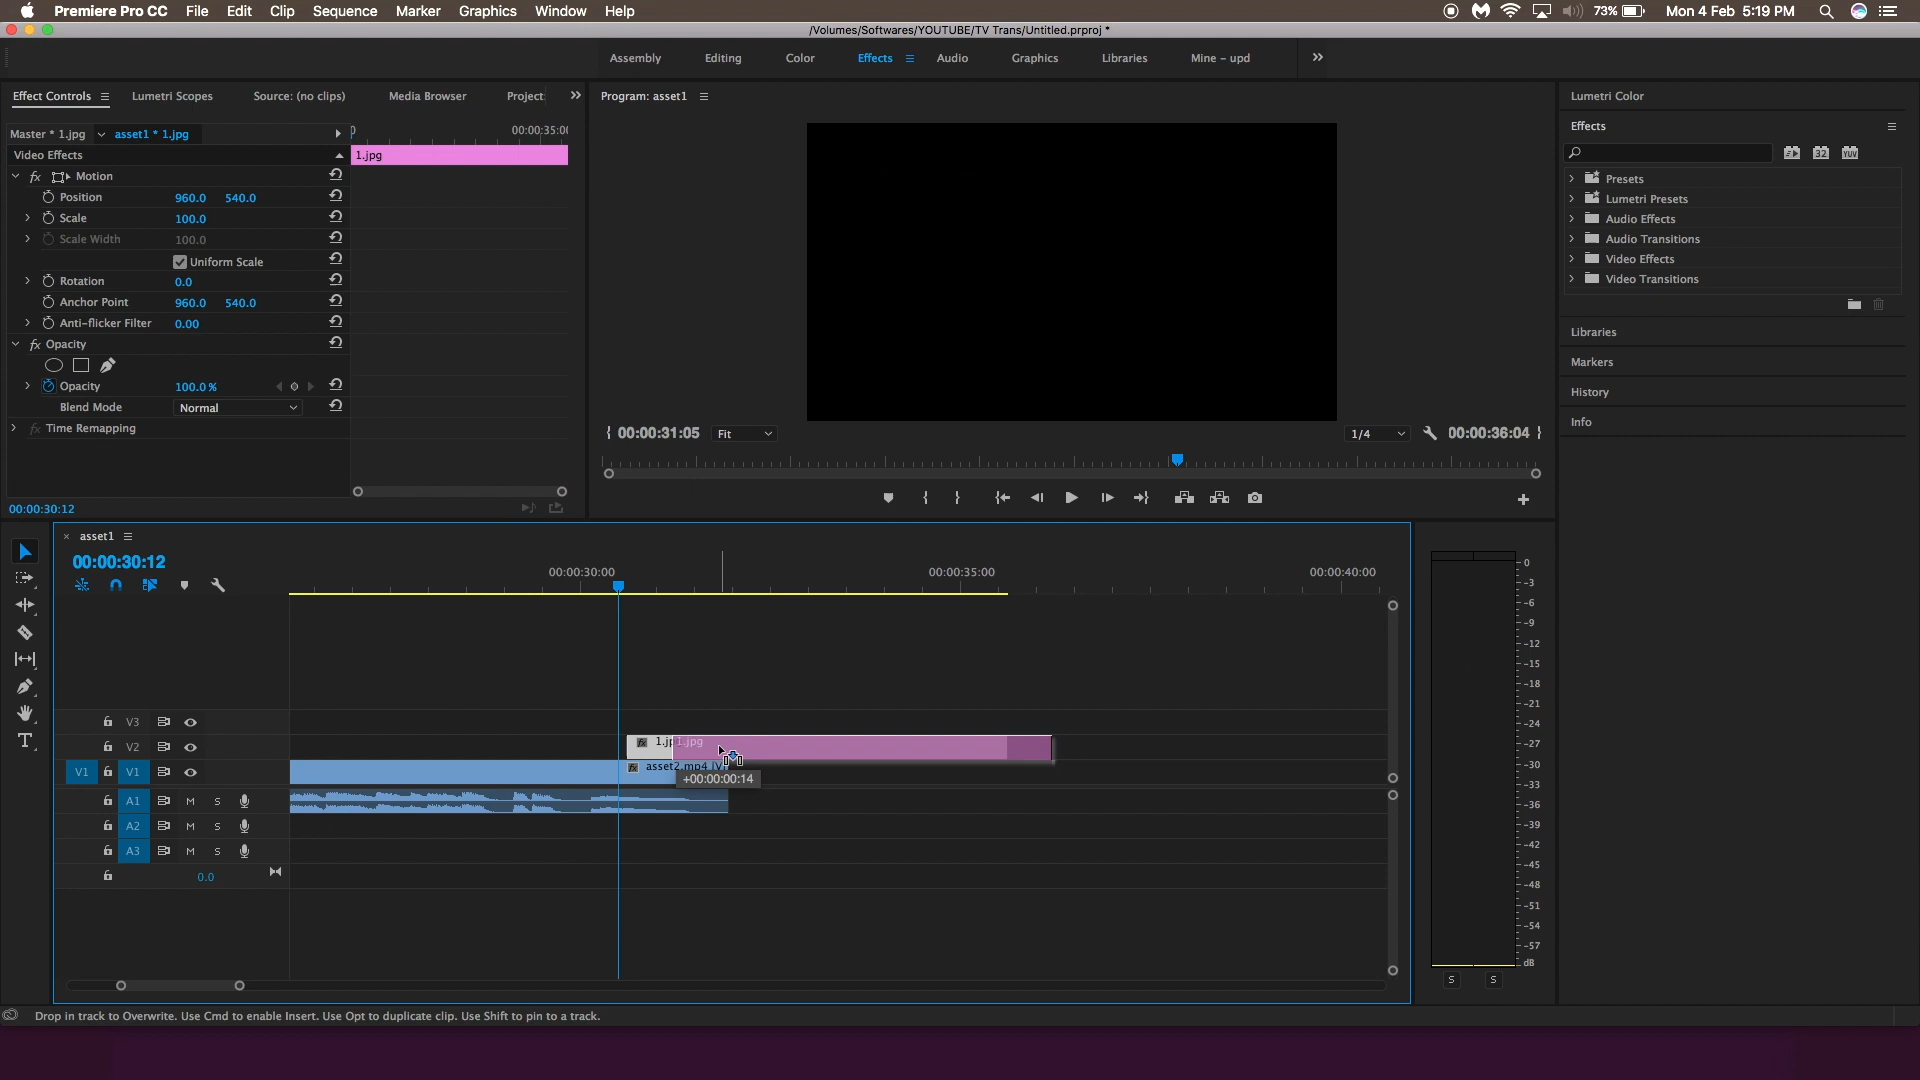 Premiere Pro CC File Edit Clip Sequence Marker Graphics Window Help 73% Mon 4 Feb 5:19 PM
/Volumes/Softwares/YOUTUBE/TV Trans/Untitled.prproj *
Assembly Editing Color Effects Audio Graphics Libraries Mine - upd
Effect Controls Lumetri Scopes Source: (no clips) Media Browser Project:
Program: asset1
Lumetri Color
Effects
Master * 1.jpg asset1 * 1.jpg 00:00:35:00
Video Effects 1.jpg
fx Motion
Position 960.0 540.0
Scale 100.0
Scale Width 100.0
Uniform Scale
Rotation 0.0
Anchor Point 960.0 540.0
Anti-flicker Filter 0.00
fx Opacity
Opacity 100.0 %
Blend Mode Normal
fx Time Remapping
00:00:30:12
00:00:31:05 Fit 1/4 00:00:36:04
32 YUV
Presets
Lumetri Presets
Audio Effects
Audio Transitions
Video Effects
Video Transitions
Libraries
Markers
History
Info
× asset1
00:00:30:12
00:00:30:00 00:00:35:00 00:00:40:00
V3
V2 fx 1.jp 1.jpg
V1 V1 fx asset2.mp4 [V]
+00:00:00:14
A1 M S
A2 M S
A3 M S
0.0
0
-3
-6
-9
-12
-15
-18
-21
-24
-27
-30
-33
-36
-39
-42
-45
-48
-51
-54
-57
dB
S S
Drop in track to Overwrite. Use Cmd to enable Insert. Use Opt to duplicate clip. Use Shift to pin to a track.